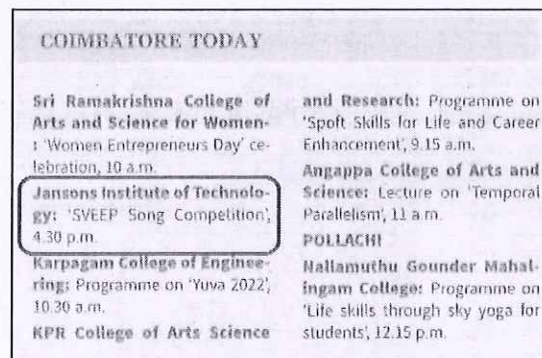 COIMBATORE TODAY
Sri Ramakrishna College of
Arts and Science for Women-
: 'Women Entrepreneurs Day' ce-
lebration, 10 a.m.
Jansons Institute of Technolo-
gy: 'SVEEP Song Competition',
4.30 p.m.
Karpagam College of Enginee-
ring: Programme on 'Yuva 2022',
10.30 a.m.
KPR College of Arts Science
and Research: Programme on
'Spoft Skills for Life and Career
Enhancement', 9.15 a.m.
Angappa College of Arts and
Science: Lecture on 'Temporal
Parallelism', 11 a.m.
POLLACHI
Nallamuthu Gounder Mahal-
ingam College: Programme on
'Life skills through sky yoga for
students', 12.15 p.m.